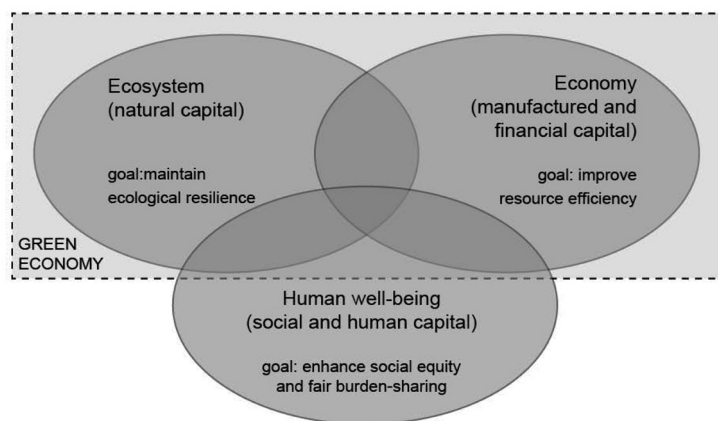 Ecosystem
(natural capital)
goal:maintain
ecological resilience
Economy
(manufactured and
financial capital)
goal: improve
resource efficiency
GREEN
ECONOMY
Human well-being
(social and human capital)
goal: enhance social equity
and fair burden-sharing